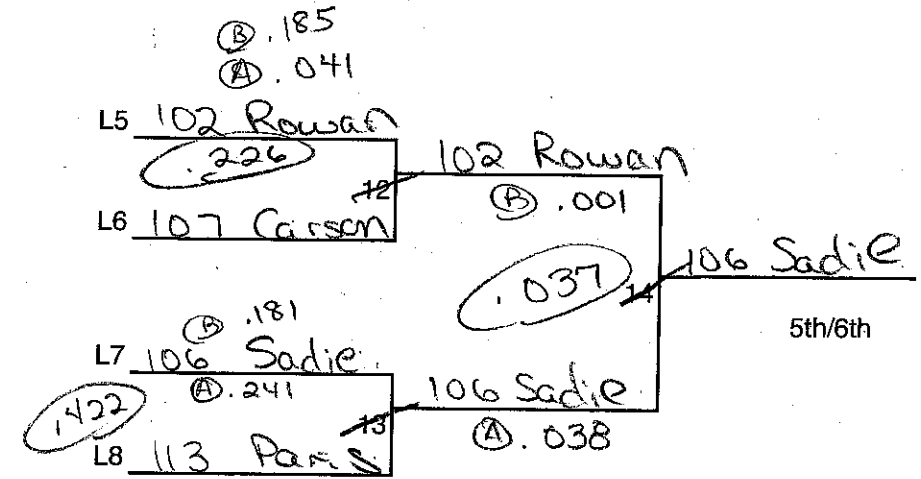 B .185
A .041
L5 102 Rowan
.226
12
L6 107 Carson
102 Rowan
B .001
.037
14
106 Sadie
5th/6th
B .181
L7 106 Sadie
A .241
.422
13
L8 113 Paris
106 Sadie
A .038